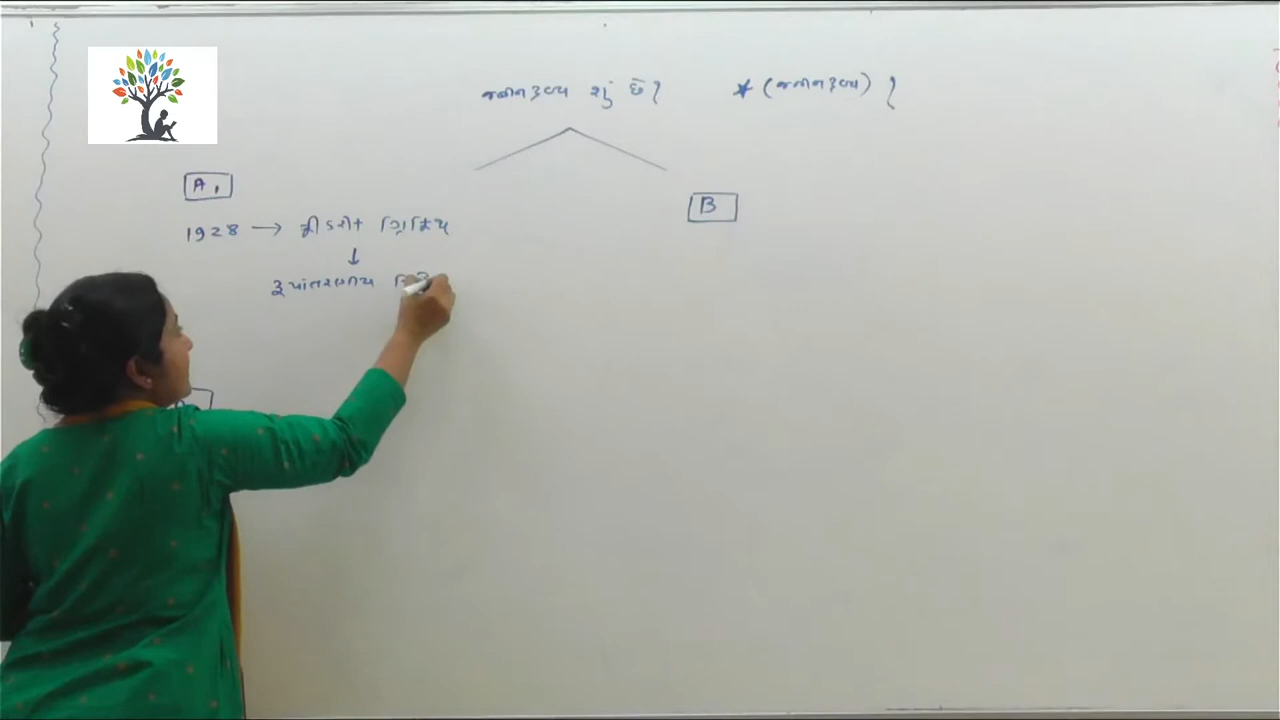 જનીનદ્રવ્ય શું છે? * (જનીનદ્રવ્ય) ?
A,
B
1928 → ફ્રીડરીક ગ્રિફિથ
↓
રૂપાંતરણીય